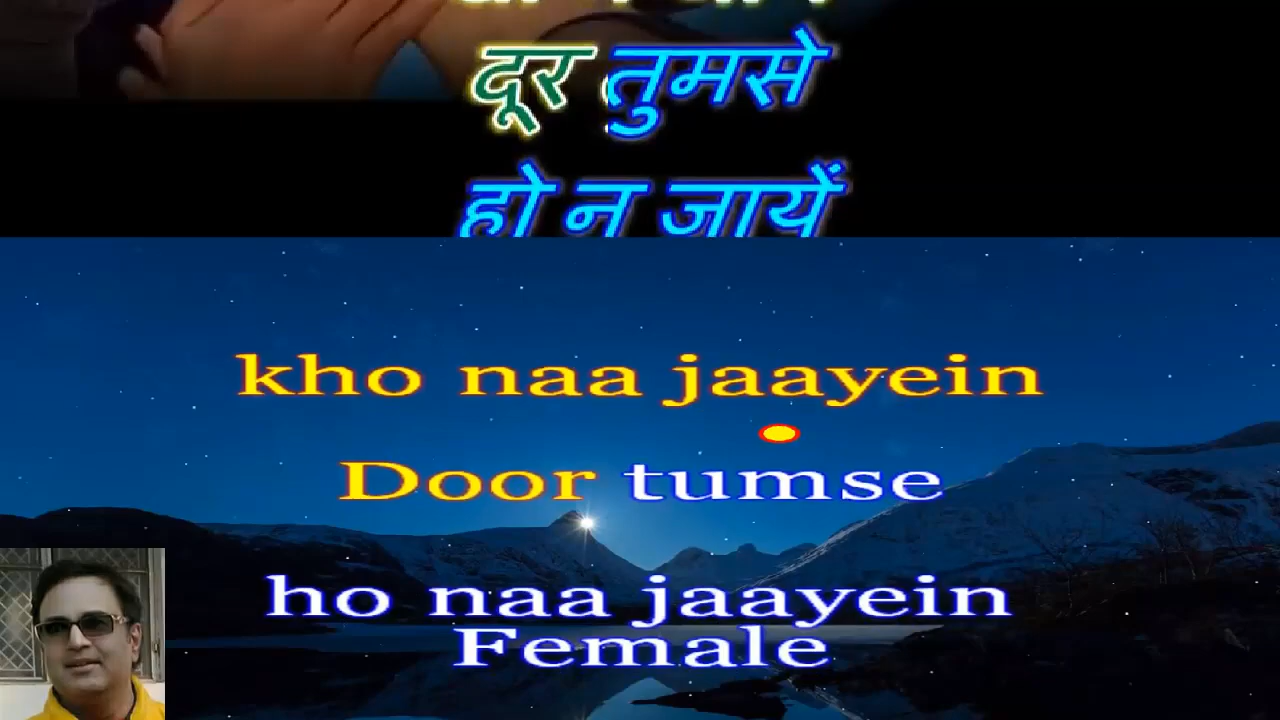 दूर तुमसे
हो न जायें
kho naa jaayein
Door tumse
ho naa jaayein
Female